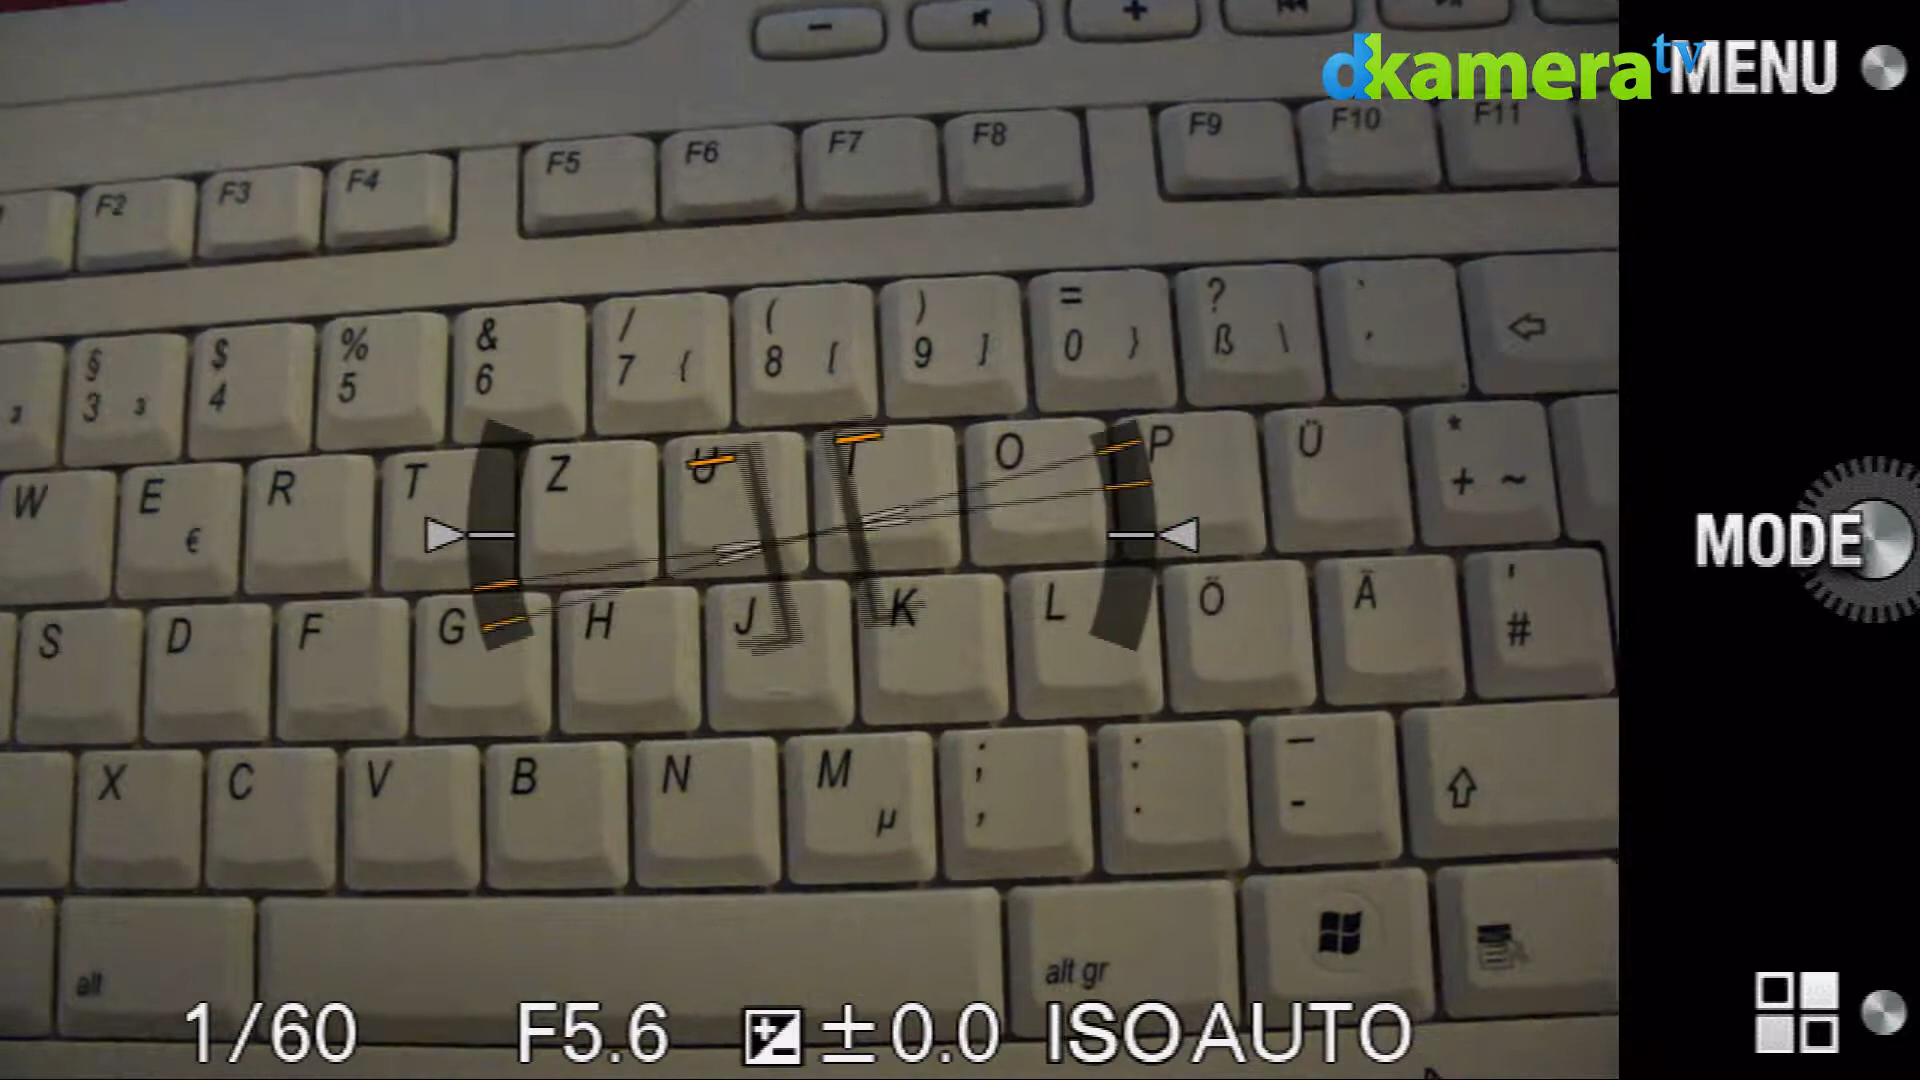 - +
dkamera tv MENU
F2 F3 F4 F5 F6 F7 F8 F9 F10 F11
§ 3 ³ $ 4 % 5 & 6 / 7 { ( 8 [ ) 9 ] = 0 } ? ß \
W E € R T Z U I O P Ü * + ~
MODE
S D F G H J K L Ö Ä ' #
X C V B N M µ ; , : . _ -
alt alt gr
1/60 F5.6 ±0.0 ISO AUTO